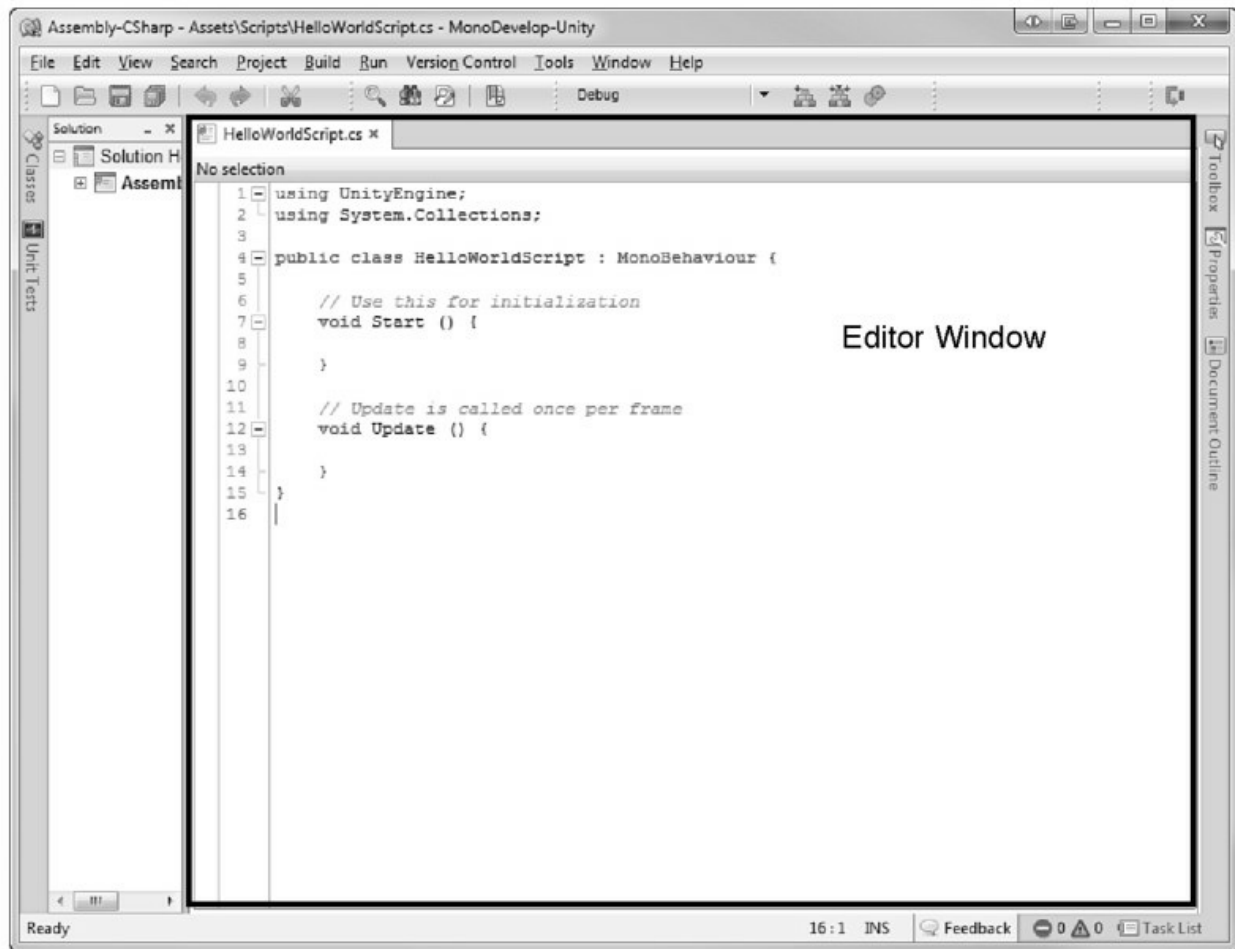 Assembly-CSharp - Assets\Scripts\HelloWorldScript.cs - MonoDevelop-Unity
File Edit View Search Project Build Run Version Control Tools Window Help
Debug
Solution
Classes
Solution H
Assemb
Unit Tests
HelloWorldScript.cs
No selection
1 using UnityEngine;
2 using System.Collections;
3
4 public class HelloWorldScript : MonoBehaviour {
5
6 // Use this for initialization
7 void Start () {
8
9 }
10
11 // Update is called once per frame
12 void Update () {
13
14 }
15 }
16
Editor Window
Toolbox
Properties
Document Outline
Ready
16:1 INS Feedback 0 0 Task List